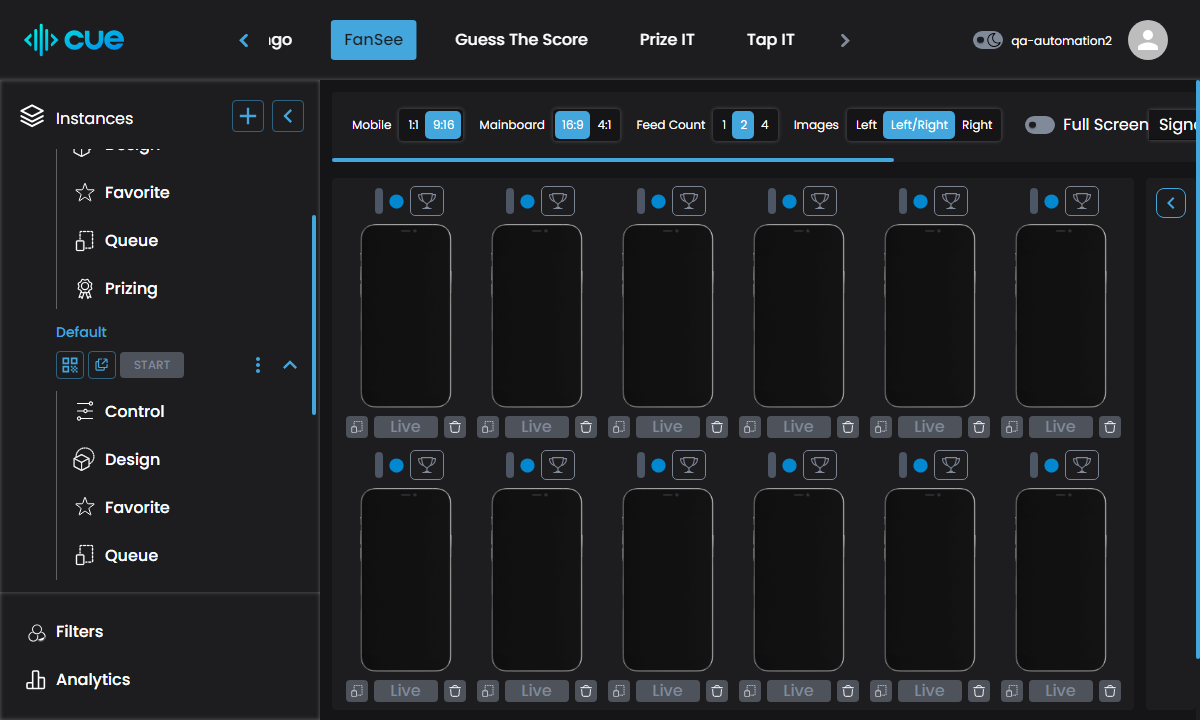 cue
FanSee
Guess The Score
Prize IT
Tap IT
qa-automation2
Instances
Design
Favorite
Queue
Prizing
Default
START
Control
Design
Favorite
Queue
Filters
Analytics
Mobile 1:1 9:16 Mainboard 16:9 4:1 Feed Count 1 2 4 Images Left Left/Right Right Full Screen
Live Live Live Live Live Live
Live Live Live Live Live Live